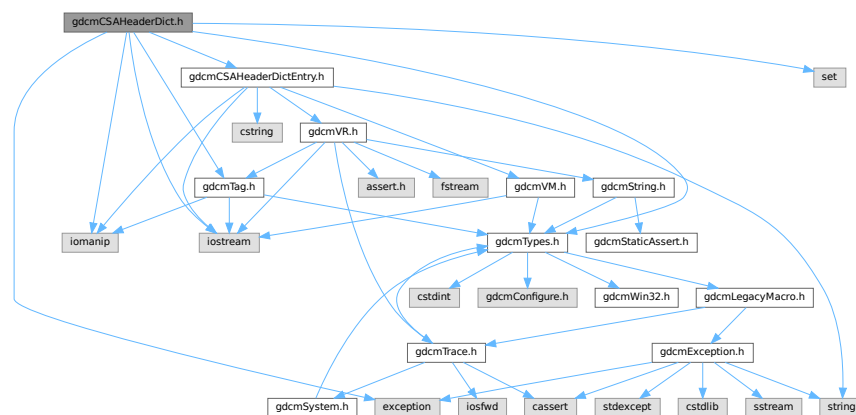 gdcmCSAHeaderDict.h
gdcmCSAHeaderDictEntry.h
set
cstring
gdcmVR.h
gdcmTag.h
assert.h
fstream
gdcmVM.h
gdcmString.h
iomanip
iostream
gdcmTypes.h
gdcmStaticAssert.h
cstdint
gdcmConfigure.h
gdcmWin32.h
gdcmLegacyMacro.h
gdcmTrace.h
gdcmException.h
gdcmSystem.h
exception
iosfwd
cassert
stdexcept
cstdlib
sstream
string